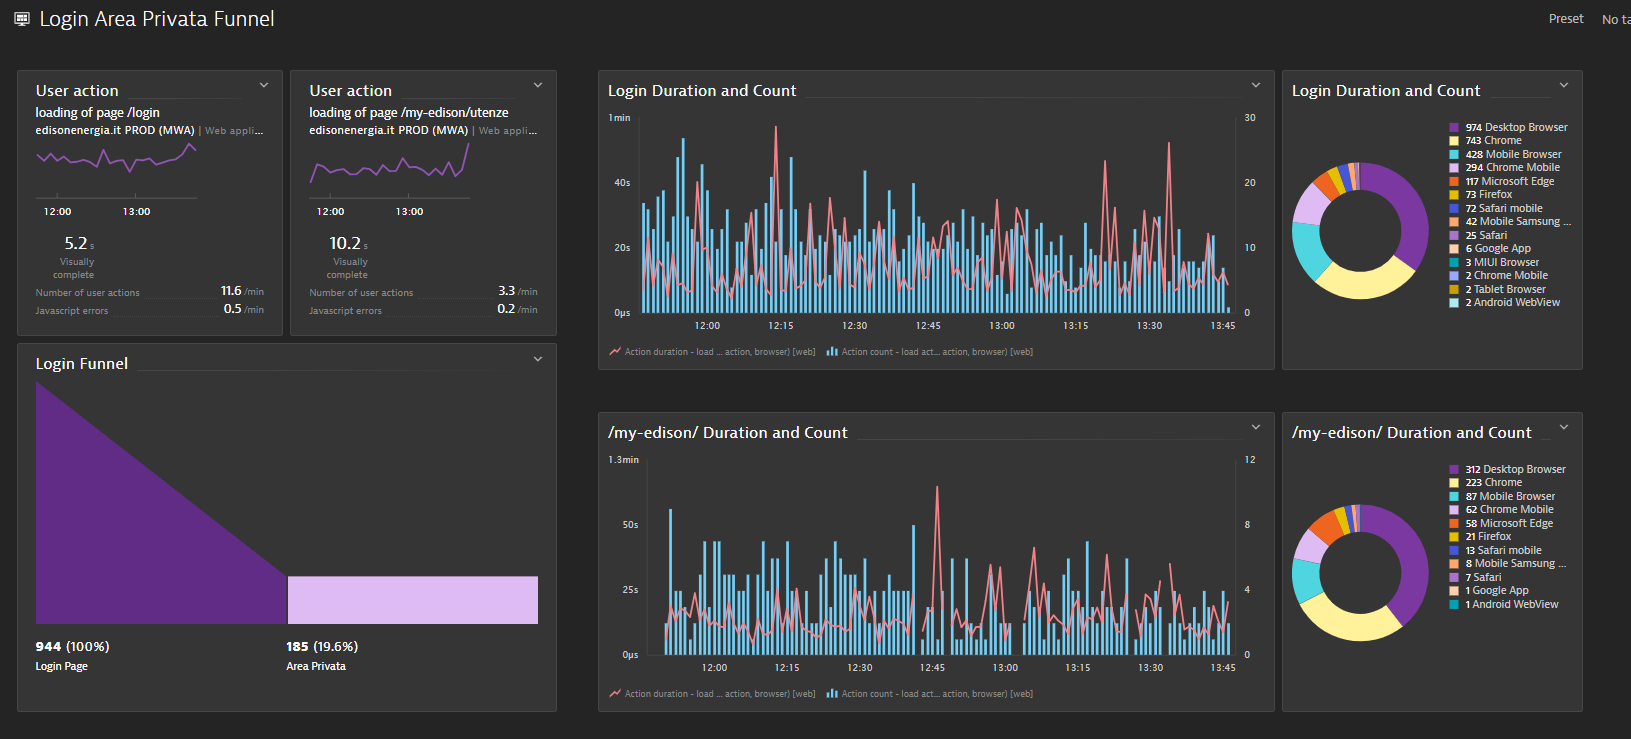 Login Area Privata Funnel
Preset
No ta
User action
loading of page /login
edisonenergia.it PROD (MWA) | Web appli...
12:00 13:00
5.2 s
Visually
complete
Number of user actions 11.6 /min
Javascript errors 0.5 /min
User action
loading of page /my-edison/utenze
edisonenergia.it PROD (MWA) | Web appli...
12:00 13:00
10.2 s
Visually
complete
Number of user actions 3.3 /min
Javascript errors 0.2 /min
Login Funnel
944 (100%)
Login Page
185 (19.6%)
Area Privata
Login Duration and Count
1min 30
40s 20
20s 10
0µs 0
12:00 12:15 12:30 12:45 13:00 13:15 13:30 13:45
Action duration - load ... action, browser) [web]
Action count - load act... action, browser) [web]
Login Duration and Count
974 Desktop Browser
743 Chrome
428 Mobile Browser
294 Chrome Mobile
117 Microsoft Edge
73 Firefox
72 Safari mobile
42 Mobile Samsung ...
25 Safari
6 Google App
3 MIUI Browser
2 Chrome Mobile
2 Tablet Browser
2 Android WebView
/my-edison/ Duration and Count
1.3min 12
50s 8
25s 4
0µs 0
12:00 12:15 12:30 12:45 13:00 13:15 13:30 13:45
Action duration - load ... action, browser) [web]
Action count - load act... action, browser) [web]
/my-edison/ Duration and Count
312 Desktop Browser
223 Chrome
87 Mobile Browser
62 Chrome Mobile
58 Microsoft Edge
21 Firefox
13 Safari mobile
8 Mobile Samsung ...
7 Safari
1 Google App
1 Android WebView